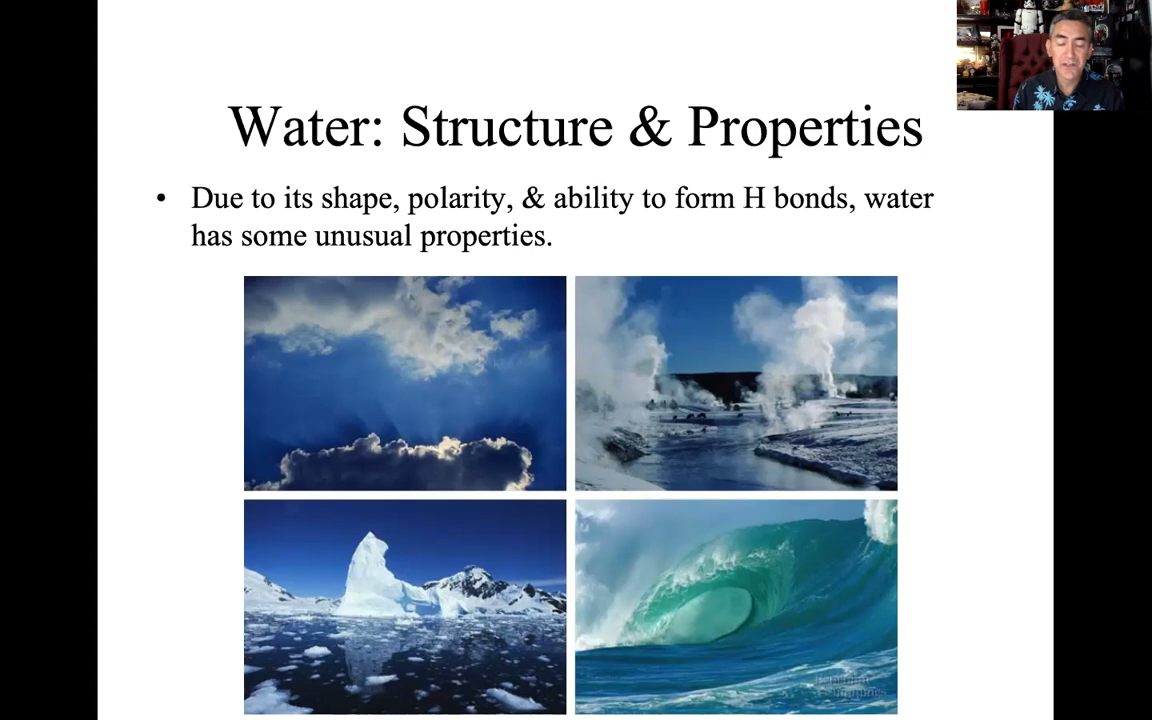 Water: Structure & Properties
• Due to its shape, polarity, & ability to form H bonds, water
has some unusual properties.